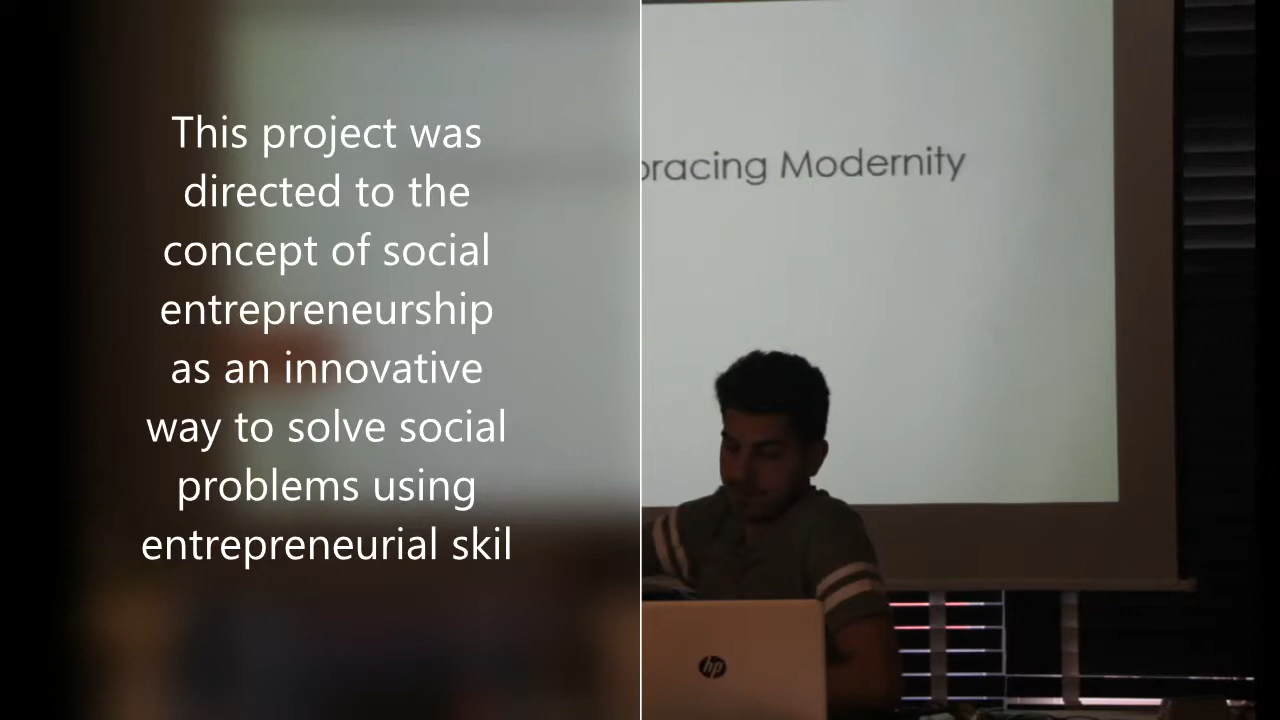 This project was
directed to the
concept of social
entrepreneurship
as an innovative
way to solve social
problems using
entrepreneurial skil
bracing Modernity
hp